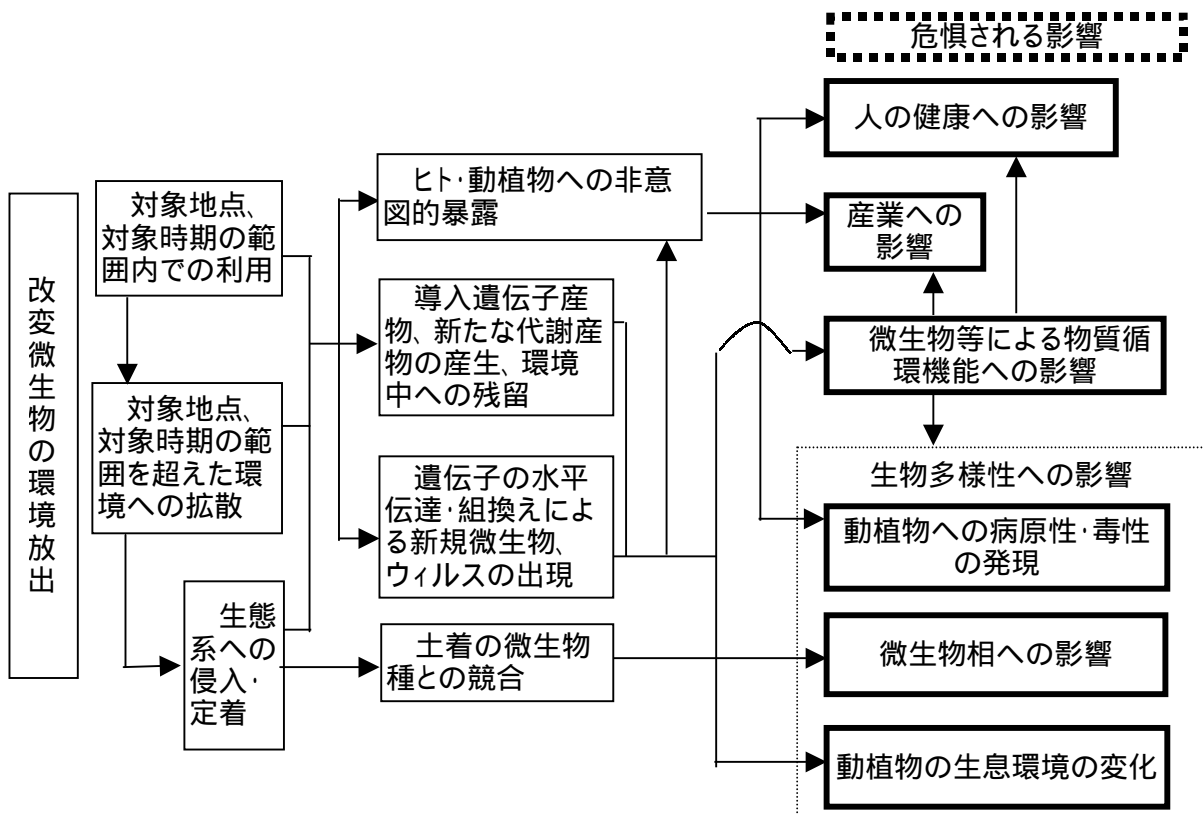 改変微生物の環境放出
対象地点、
対象時期の範
囲内での利用
対象地点、
対象時期の範
囲を超えた環
境への拡散
生態
系への
侵入・
定着
ヒト・動植物への非意
図的暴露
導入遺伝子産
物、新たな代謝産
物の産生、環境
中への残留
遺伝子の水平
伝達・組換えによ
る新規微生物、
ウィルスの出現
土着の微生物
種との競合
危惧される影響
人の健康への影響
産業への
影響
微生物等による物質循
環機能への影響
生物多様性への影響
動植物への病原性・毒性
の発現
微生物相への影響
動植物の生息環境の変化